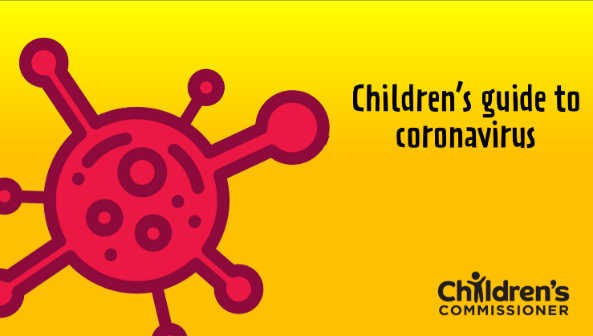 Children's guide to
coronavirus
Children's
COMMISSIONER